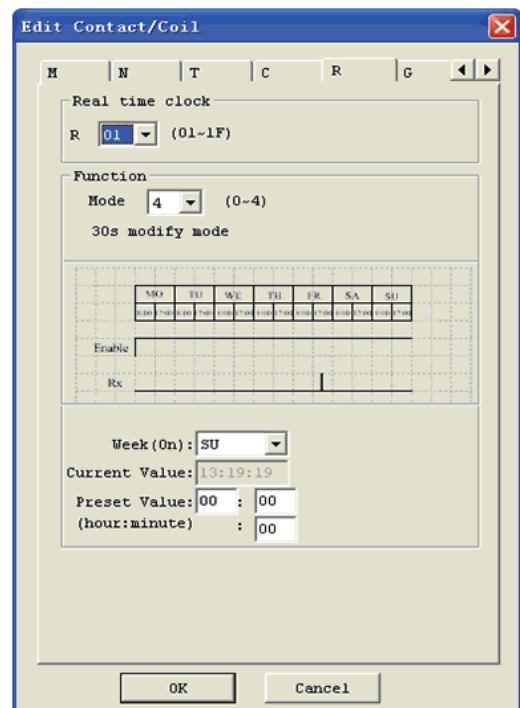 Edit Contact/Coil
M N T C R G
Real time clock
R 01 (01~1F)
Function
Mode 4 (0~4)
30s modify mode
MO TU WE TH FR SA SU
Enable
Rx
Week(On): SU
Current Value: 13:19:19
Preset Value: 00 : 00
(hour:minute) : 00
OK Cancel